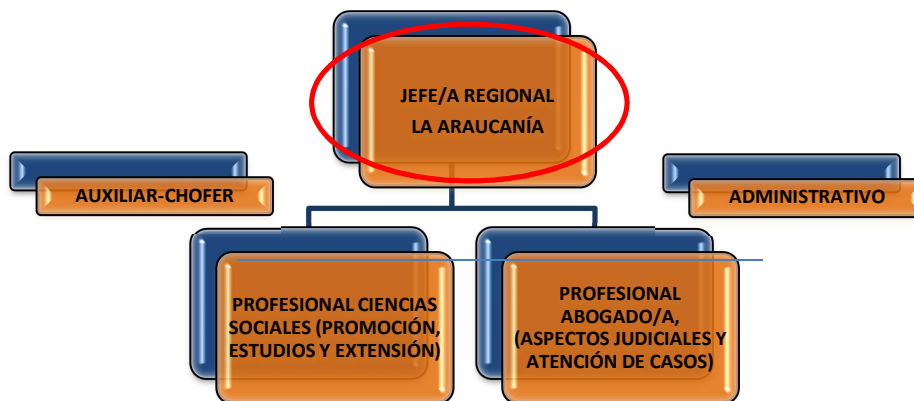 JEFE/A REGIONAL
LA ARAUCANÍA
AUXILIAR-CHOFER
ADMINISTRATIVO
PROFESIONAL CIENCIAS
SOCIALES (PROMOCIÓN,
ESTUDIOS Y EXTENSIÓN)
PROFESIONAL
ABOGADO/A,
(ASPECTOS JUDICIALES Y
ATENCIÓN DE CASOS)